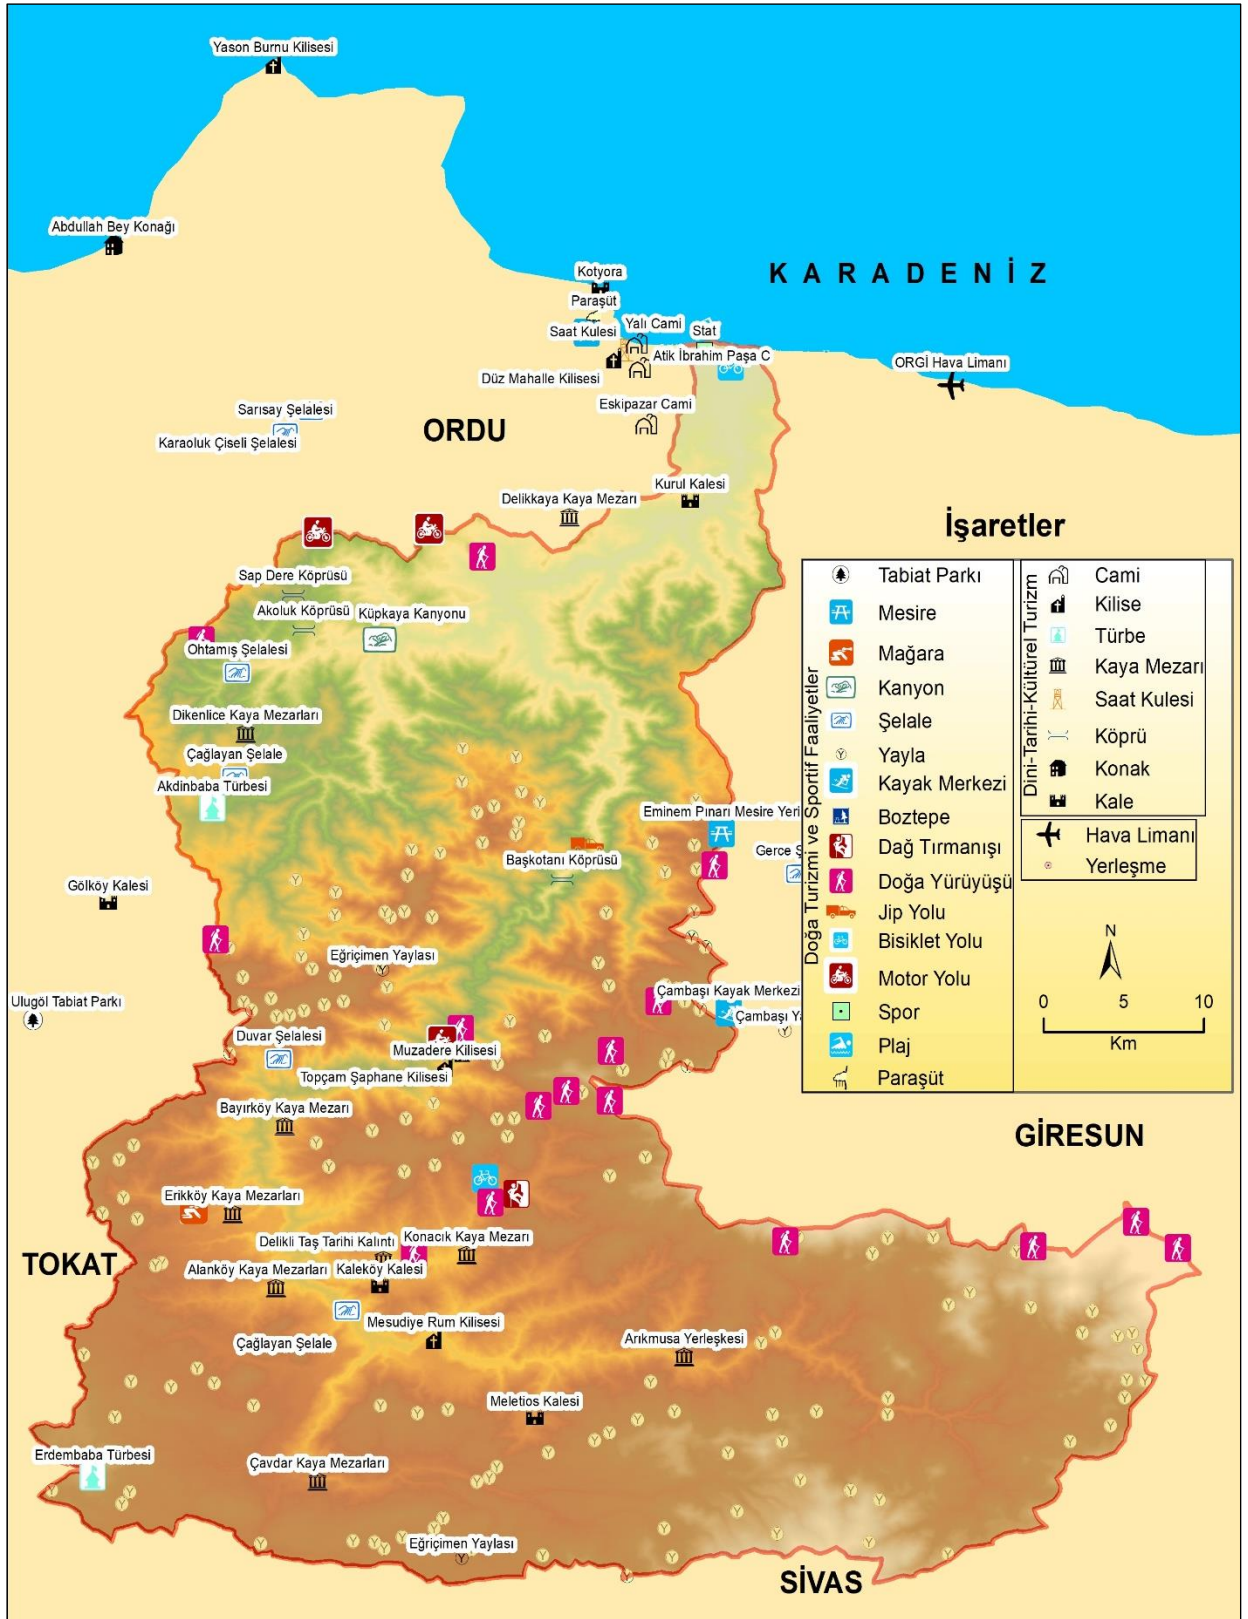 Yason Burnu Kilisesi
Abdullah Bey Konağı
KARADENİZ
Kotyora
Paraşüt
Saat Kulesi
Yalı Cami
Stat
Atik İbrahim Paşa C
Düz Mahalle Kilisesi
ORGİ Hava Limanı
Eskipazar Cami
Sarısay Şelalesi
Karaoluk Çiseli Şelalesi
ORDU
Kurul Kalesi
Delikkaya Kaya Mezarı
Sap Dere Köprüsü
Akoluk Köprüsü
Küpkaya Kanyonu
Ohtamış Şelalesi
Dikenlice Kaya Mezarları
Çağlayan Şelale
Akdinbaba Türbesi
Eminem Pınarı Mesire Yeri
Başkotanı Köprüsü
Gerce Ş
Gölköy Kalesi
Eğriçimen Yaylası
Ulugöl Tabiat Parkı
Çambaşı Kayak Merkezi
Çambaşı Ya
Duvar Şelalesi
Muzadere Kilisesi
Topçam Şaphane Kilisesi
Bayırköy Kaya Mezarı
GİRESUN
Erikköy Kaya Mezarları
Delikli Taş Tarihi Kalıntı
Konacık Kaya Mezarı
TOKAT
Alanköy Kaya Mezarları
Kaleköy Kalesi
Mesudiye Rum Kilisesi
Çağlayan Şelale
Arıkmusa Yerleşkesi
Meletios Kalesi
Erdembaba Türbesi
Çavdar Kaya Mezarları
Eğriçimen Yaylası
SİVAS
İşaretler
Doğa Turizmi ve Sportif Faaliyetler
Tabiat Parkı
Mesire
Mağara
Kanyon
Şelale
Yayla
Kayak Merkezi
Boztepe
Dağ Tırmanışı
Doğa Yürüyüşü
Jip Yolu
Bisiklet Yolu
Motor Yolu
Spor
Plaj
Paraşüt
Dini-Tarihi-Kültürel Turizm
Cami
Kilise
Türbe
Kaya Mezarı
Saat Kulesi
Köprü
Konak
Kale
Hava Limanı
Yerleşme
N
0 5 10
Km